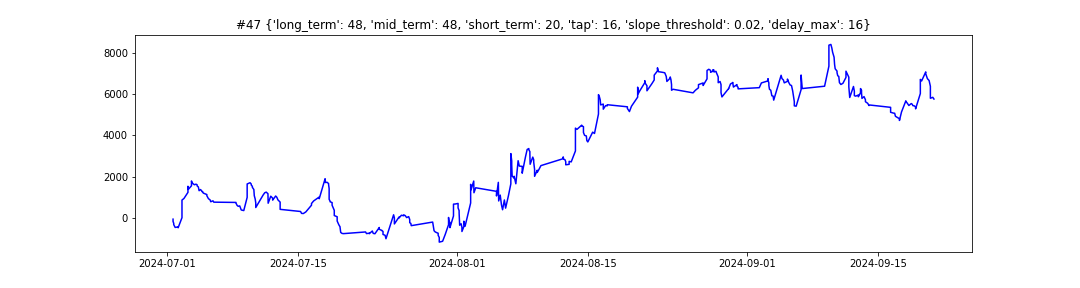 #47 {'long_term': 48, 'mid_term': 48, 'short_term': 20, 'tap': 16, 'slope_threshold': 0.02, 'delay_max': 16}
8000
6000
4000
2000
0
2024-07-01 2024-07-15 2024-08-01 2024-08-15 2024-09-01 2024-09-15